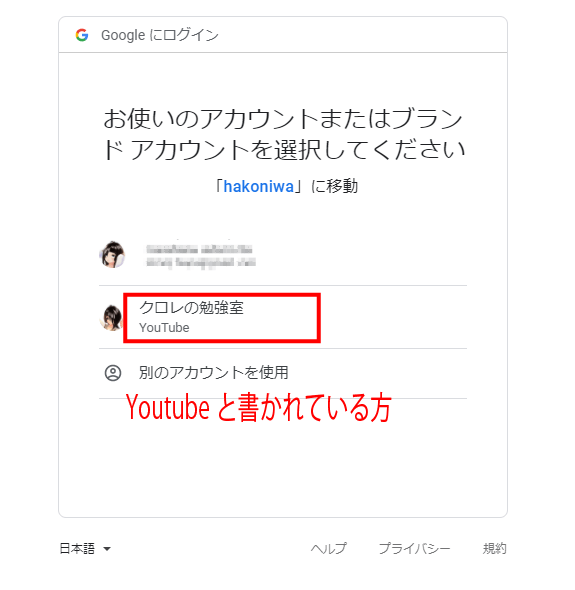 Google にログイン
お使いのアカウントまたはブラン
ド アカウントを選択してください
「hakoniwa」に移動
クロレの勉強室
YouTube
別のアカウントを使用
Youtube と書かれている方
日本語
ヘルプ
プライバシー
規約